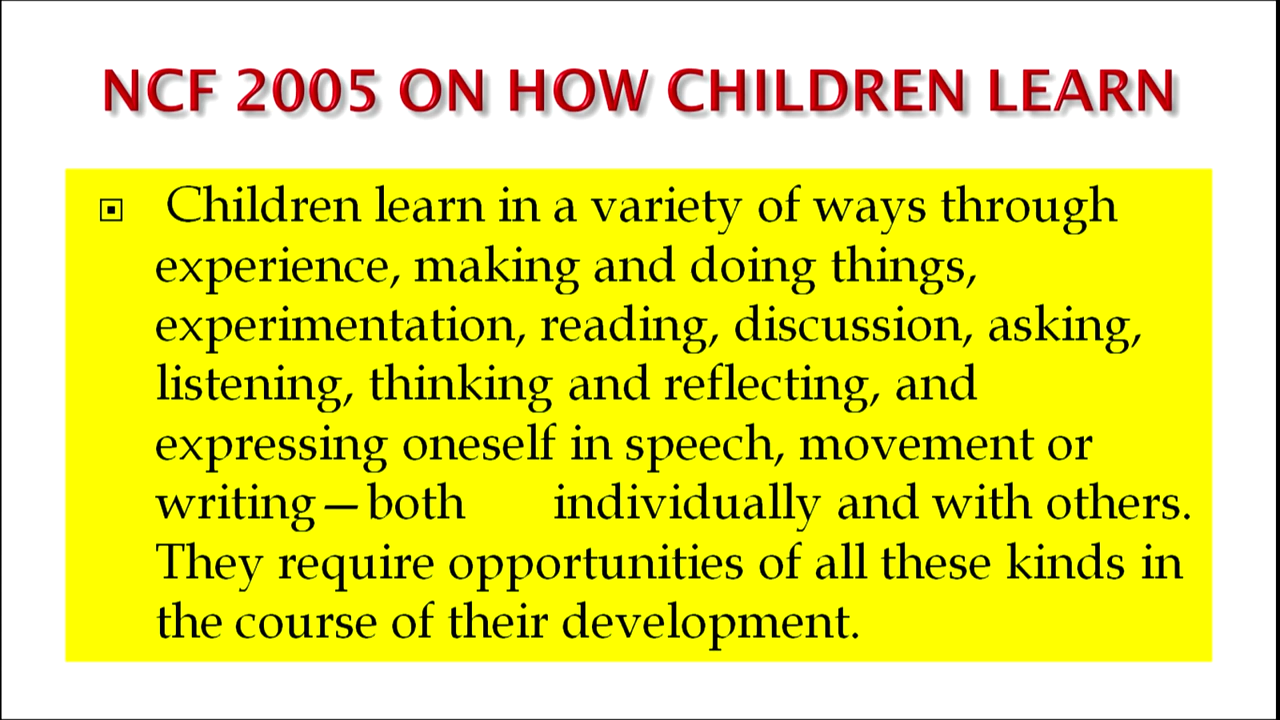 NCF 2005 ON HOW CHILDREN LEARN
Children learn in a variety of ways through
experience, making and doing things,
experimentation, reading, discussion, asking,
listening, thinking and reflecting, and
expressing oneself in speech, movement or
writing—both individually and with others.
They require opportunities of all these kinds in
the course of their development.